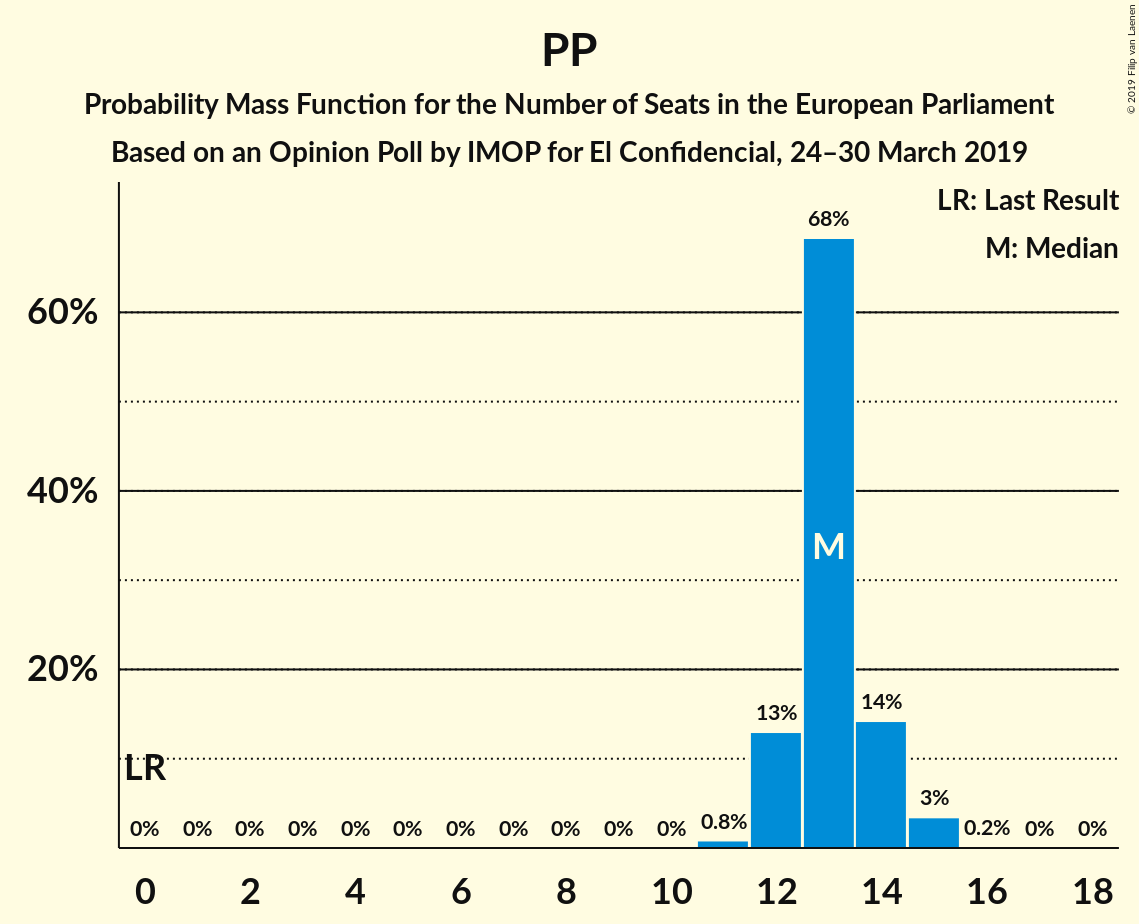 PP
Probability Mass Function for the Number of Seats in the European Parliament
Based on an Opinion Poll by IMOP for El Confidencial, 24–30 March 2019
© 2019 Filip van Laenen
LR: Last Result
M: Median
68%
60%
40%
M
20%
14%
13%
LR
3%
0% 0% 0% 0% 0% 0% 0% 0% 0% 0% 0% 0.8% 0.2% 0% 0%
0 2 4 6 8 10 12 14 16 18